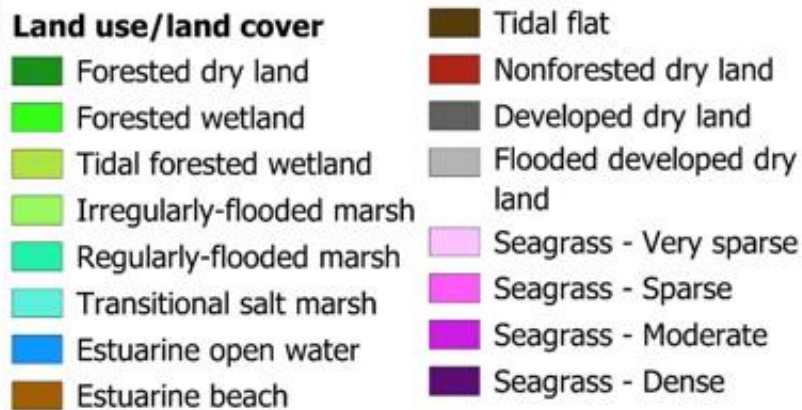 Land use/land cover
Forested dry land
Forested wetland
Tidal forested wetland
Irregularly-flooded marsh
Regularly-flooded marsh
Transitional salt marsh
Estuarine open water
Estuarine beach
Tidal flat
Nonforested dry land
Developed dry land
Flooded developed dry
land
Seagrass - Very sparse
Seagrass - Sparse
Seagrass - Moderate
Seagrass - Dense